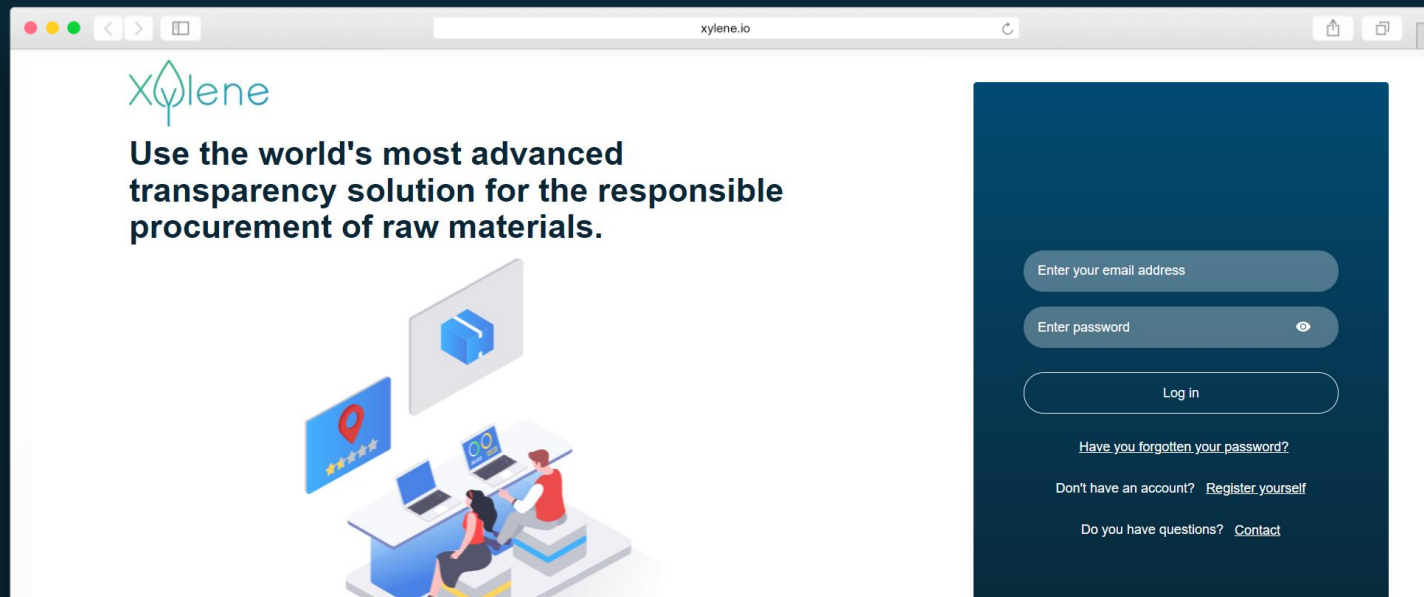 xylene.io
Xylene
Use the world's most advanced
transparency solution for the responsible
procurement of raw materials.
Enter your email address
Enter password
Log in
Have you forgotten your password?
Don't have an account? Register yourself
Do you have questions? Contact